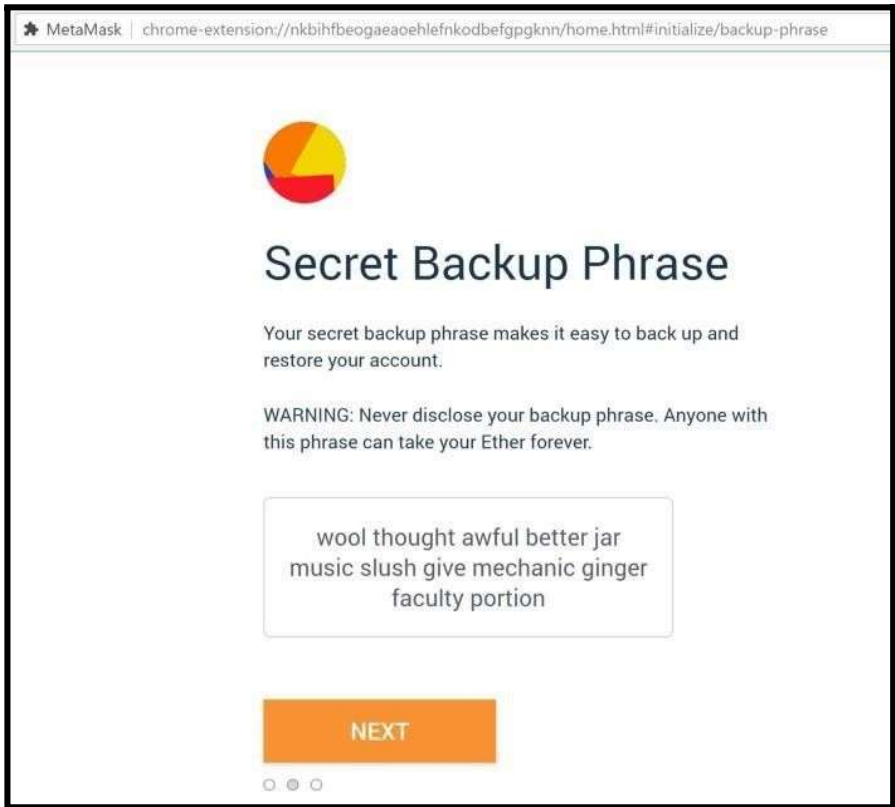 MetaMask | chrome-extension://nkbihfbeogaeaoehlefnkodbefgpgknn/home.html#initialize/backup-phrase
Secret Backup Phrase
Your secret backup phrase makes it easy to back up and
restore your account.
WARNING: Never disclose your backup phrase. Anyone with
this phrase can take your Ether forever.
wool thought awful better jar
music slush give mechanic ginger
faculty portion
NEXT